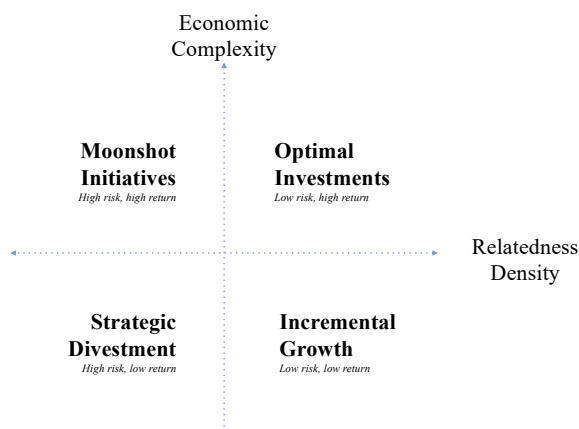 Economic
Complexity
Moonshot
Initiatives
High risk, high return
Optimal
Investments
Low risk, high return
Relatedness
Density
Strategic
Divestment
High risk, low return
Incremental
Growth
Low risk, low return